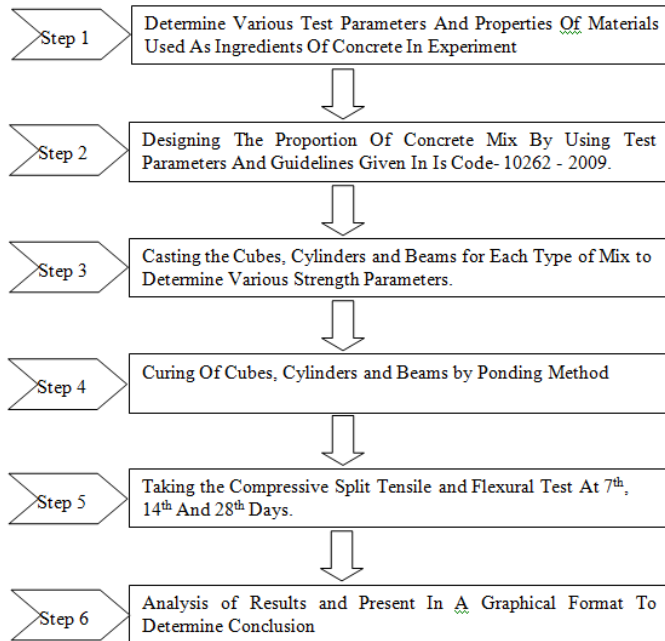 Step 1
Determine Various Test Parameters And Properties Of Materials
Used As Ingredients Of Concrete In Experiment
Step 2
Designing The Proportion Of Concrete Mix By Using Test
Parameters And Guidelines Given In Is Code- 10262 - 2009.
Step 3
Casting the Cubes, Cylinders and Beams for Each Type of Mix to
Determine Various Strength Parameters.
Step 4
Curing Of Cubes, Cylinders and Beams by Ponding Method
Step 5
Taking the Compressive Split Tensile and Flexural Test At 7th,
14th And 28th Days.
Step 6
Analysis of Results and Present In A Graphical Format To
Determine Conclusion